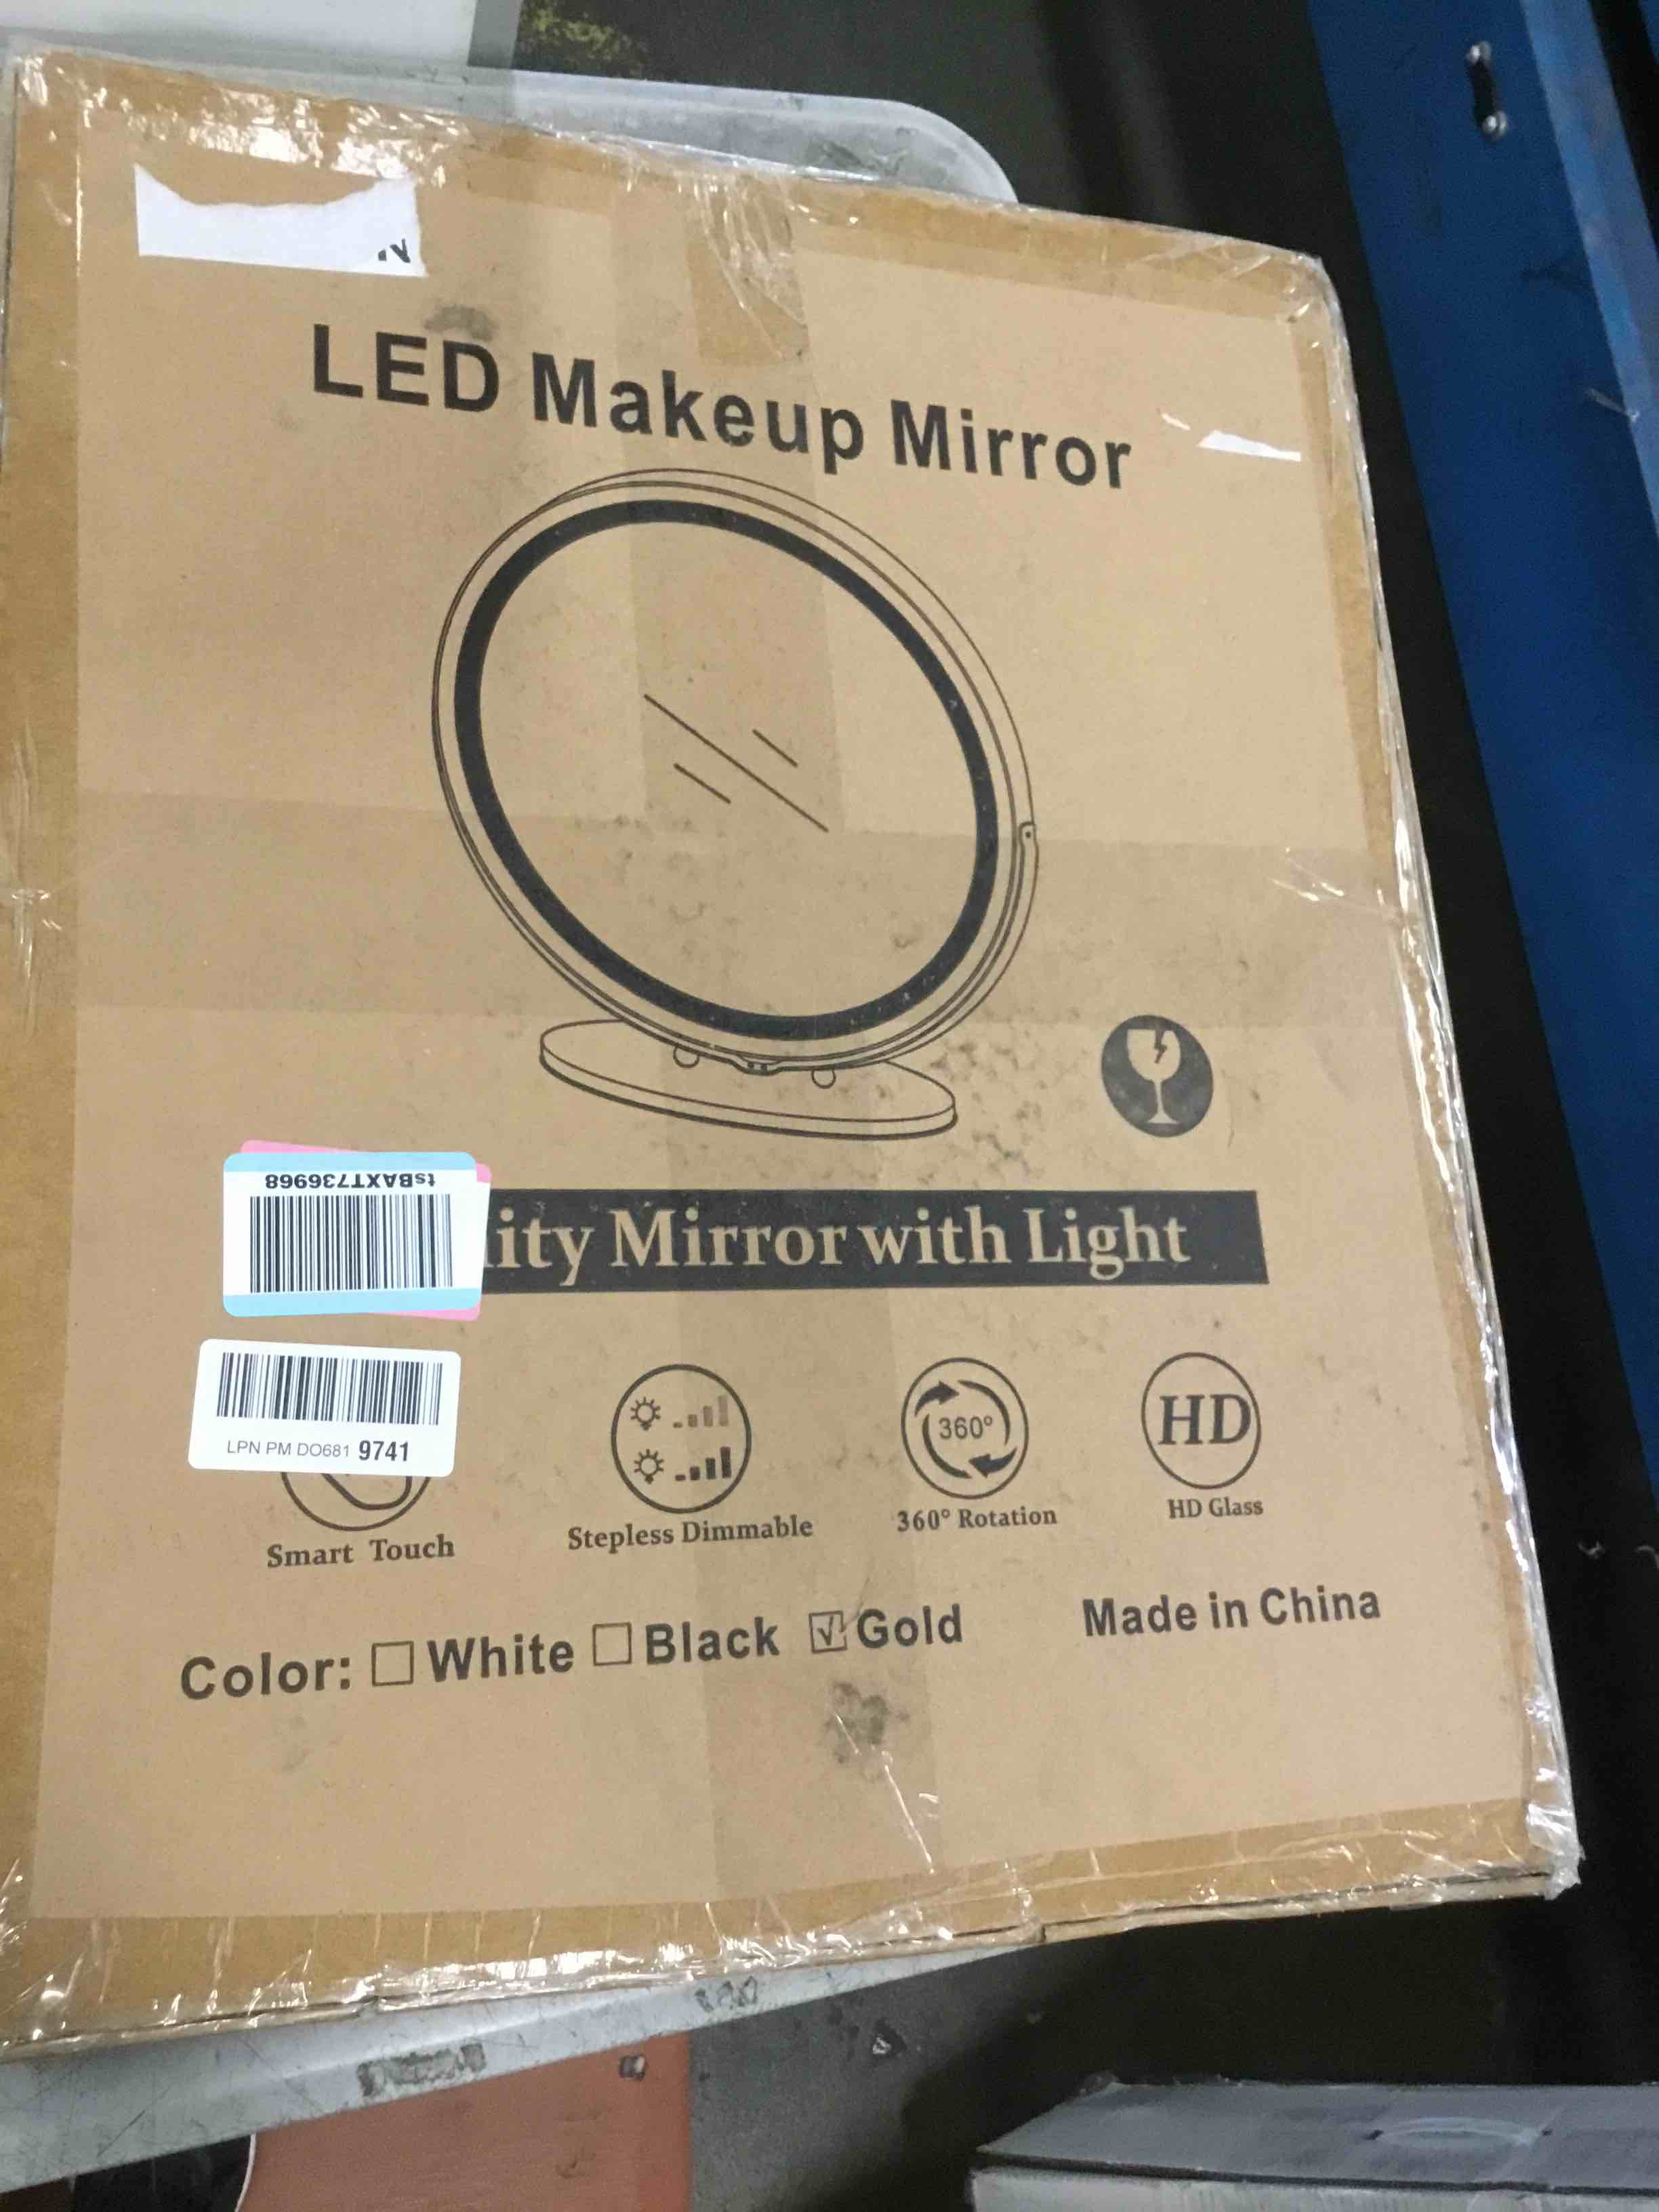 LED Makeup Mirror
tsBAXT736968
ity Mirror with Light
LPN PM DO681 9741
360°
HD
Smart Touch
Stepless Dimmable
360° Rotation
HD Glass
Color: White Black Gold
Made in China